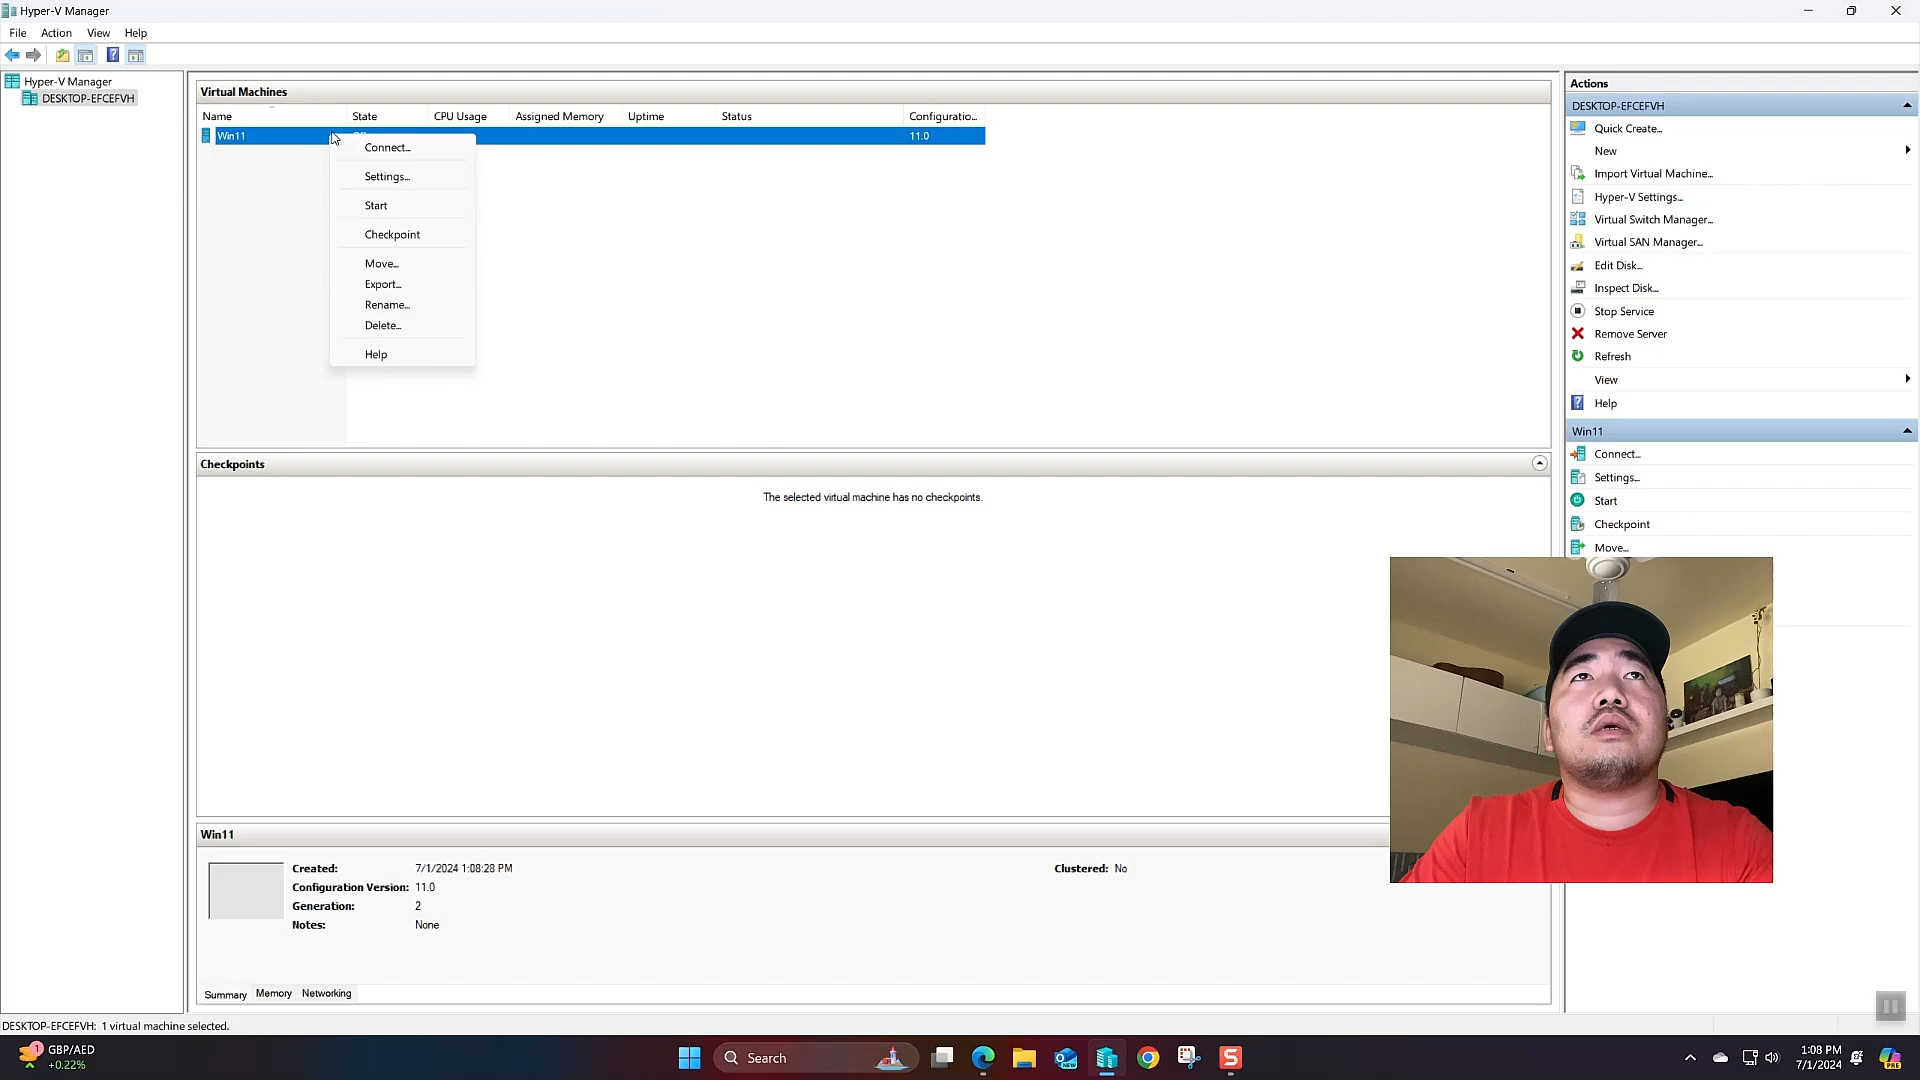 Hyper-V Manager
File Action View Help
Hyper-V Manager
DESKTOP-EFCEFVH
Virtual Machines
Name State CPU Usage Assigned Memory Uptime Status Configuratio...
Win11 11.0
Connect...
Settings...
Start
Checkpoint
Move...
Export...
Rename...
Delete...
Help
Checkpoints
The selected virtual machine has no checkpoints.
Win11
Created: 7/1/2024 1:08:28 PM Clustered: No
Configuration Version: 11.0
Generation: 2
Notes: None
Summary Memory Networking
Actions
DESKTOP-EFCEFVH
Quick Create...
New
Import Virtual Machine...
Hyper-V Settings...
Virtual Switch Manager...
Virtual SAN Manager...
Edit Disk...
Inspect Disk...
Stop Service
Remove Server
Refresh
View
Help
Win11
Connect...
Settings...
Start
Checkpoint
Move...
DESKTOP-EFCEFVH: 1 virtual machine selected.
1
GBP/AED
+0.22%
Search
NEW
S
1:08 PM
7/1/2024
PRE